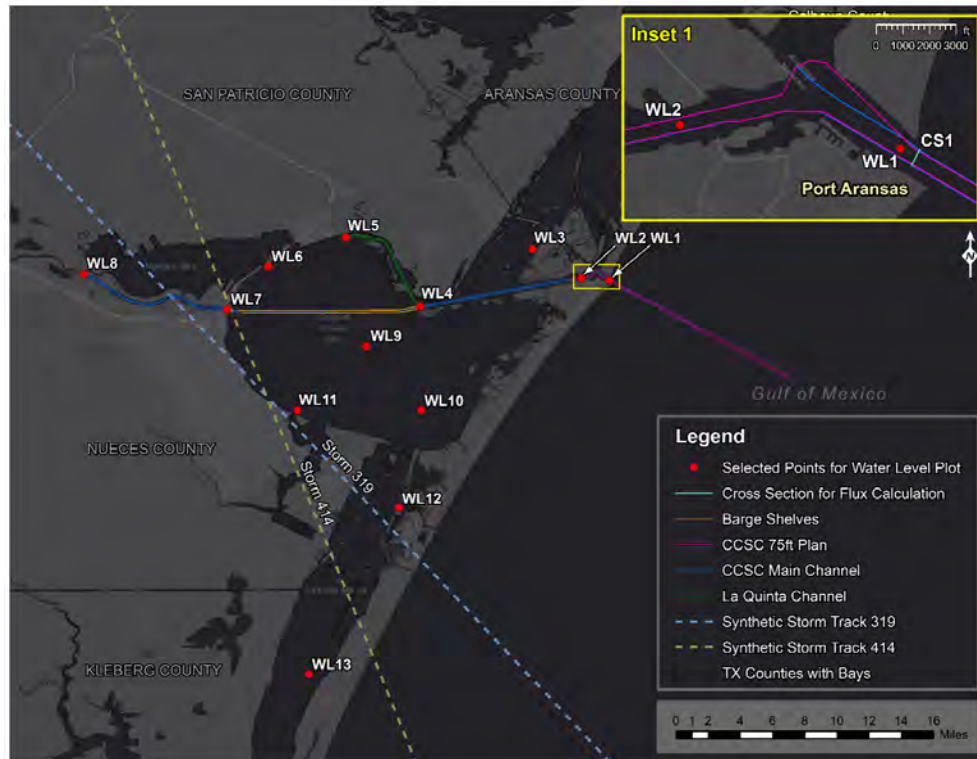 Calhoun County
Inset 1
ft
0 1000 2000 3000
WL2
CS1
WL1
Port Aransas
SAN PATRICIO COUNTY
ARANSAS COUNTY
WL5
WL3
WL6
WL2 WL1
WL8
WL7
WL4
WL9
Gulf of Mexico
WL11
WL10
NUECES COUNTY
Storm 319
Storm 414
WL12
KLEBERG COUNTY
WL13
N
Legend
Selected Points for Water Level Plot
Cross Section for Flux Calculation
Barge Shelves
CCSC 75ft Plan
CCSC Main Channel
La Quinta Channel
Synthetic Storm Track 319
Synthetic Storm Track 414
TX Counties with Bays
0 1 2 4 6 8 10 12 14 16
Miles